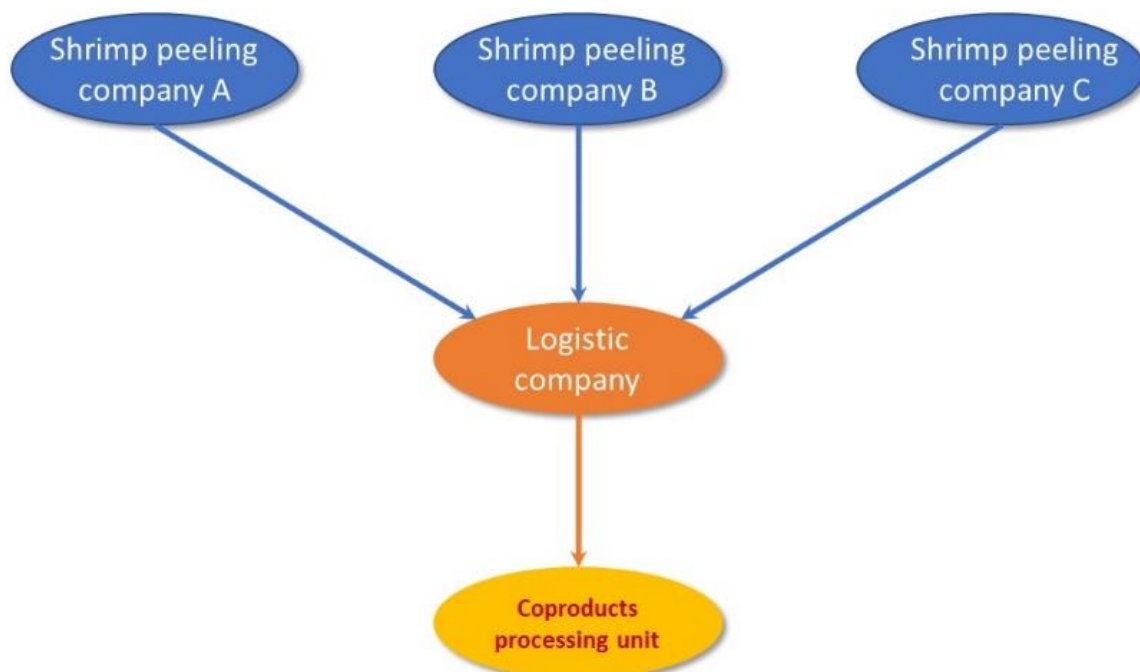 Shrimp peeling
company A
Shrimp peeling
company B
Shrimp peeling
company C
Logistic
company
Coproducts
processing unit